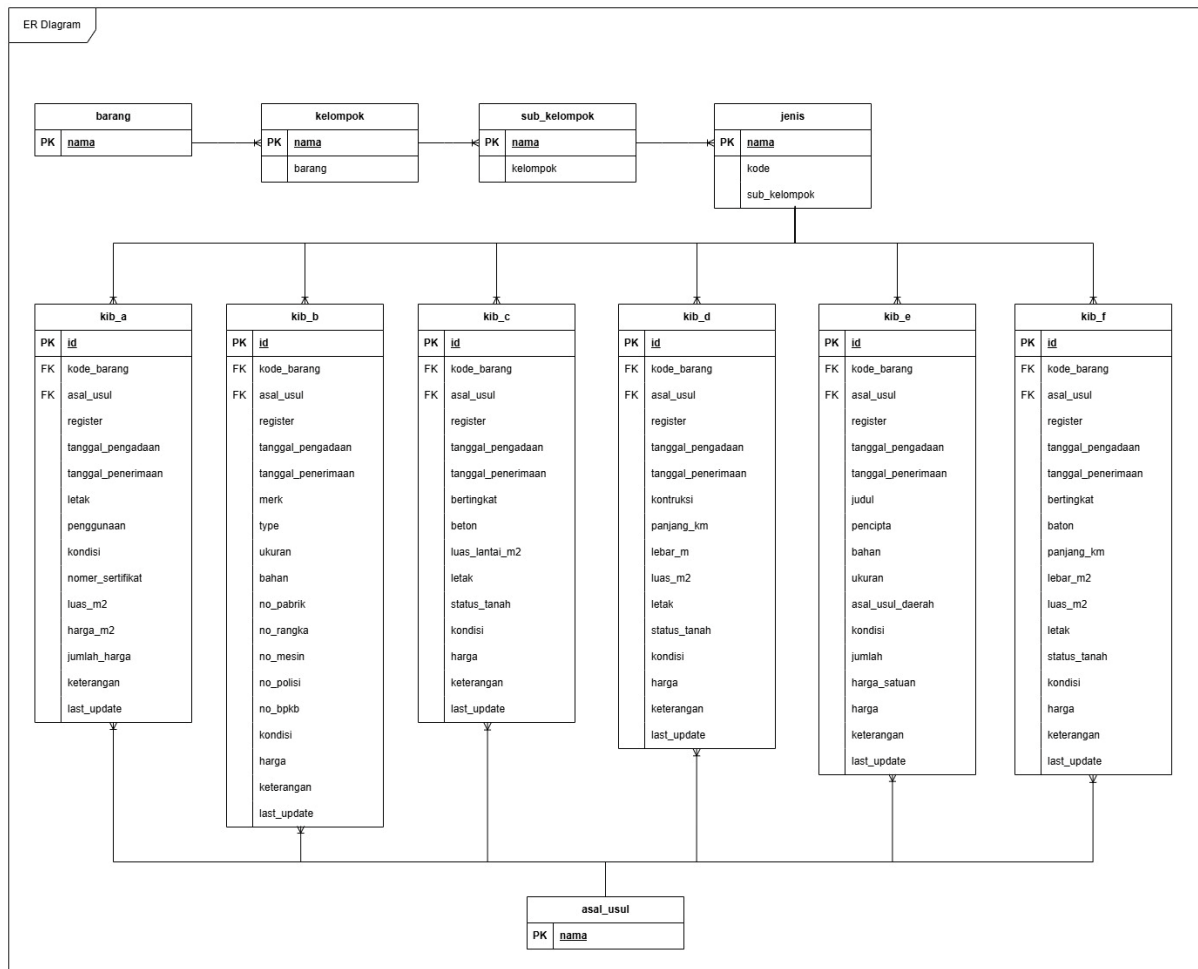 ER DIagram
barang
PK nama
kelompok
PK nama
barang
sub_kelompok
PK nama
kelompok
jenis
PK nama
kode
sub_kelompok
kib_a
PK id
FK kode_barang
FK asal_usul
register
tanggal_pengadaan
tanggal_penerimaan
letak
penggunaan
kondisi
nomer_sertifikat
luas_m2
harga_m2
jumlah_harga
keterangan
last_update
kib_b
PK id
FK kode_barang
FK asal_usul
register
tanggal_pengadaan
tanggal_penerimaan
merk
type
ukuran
bahan
no_pabrik
no_rangka
no_mesin
no_polisi
no_bpkb
kondisi
harga
keterangan
last_update
kib_c
PK id
FK kode_barang
FK asal_usul
register
tanggal_pengadaan
tanggal_penerimaan
bertingkat
beton
luas_lantai_m2
letak
status_tanah
kondisi
harga
keterangan
last_update
kib_d
PK id
FK kode_barang
FK asal_usul
register
tanggal_pengadaan
tanggal_penerimaan
kontruksi
panjang_km
lebar_m
luas_m2
letak
status_tanah
kondisi
harga
keterangan
last_update
kib_e
PK id
FK kode_barang
FK asal_usul
register
tanggal_pengadaan
tanggal_penerimaan
judul
pencipta
bahan
ukuran
asal_usul_daerah
kondisi
jumlah
harga_satuan
harga
keterangan
last_update
kib_f
PK id
FK kode_barang
FK asal_usul
register
tanggal_pengadaan
tanggal_penerimaan
bertingkat
baton
panjang_km
lebar_m2
luas_m2
letak
status_tanah
kondisi
harga
keterangan
last_update
asal_usul
PK nama